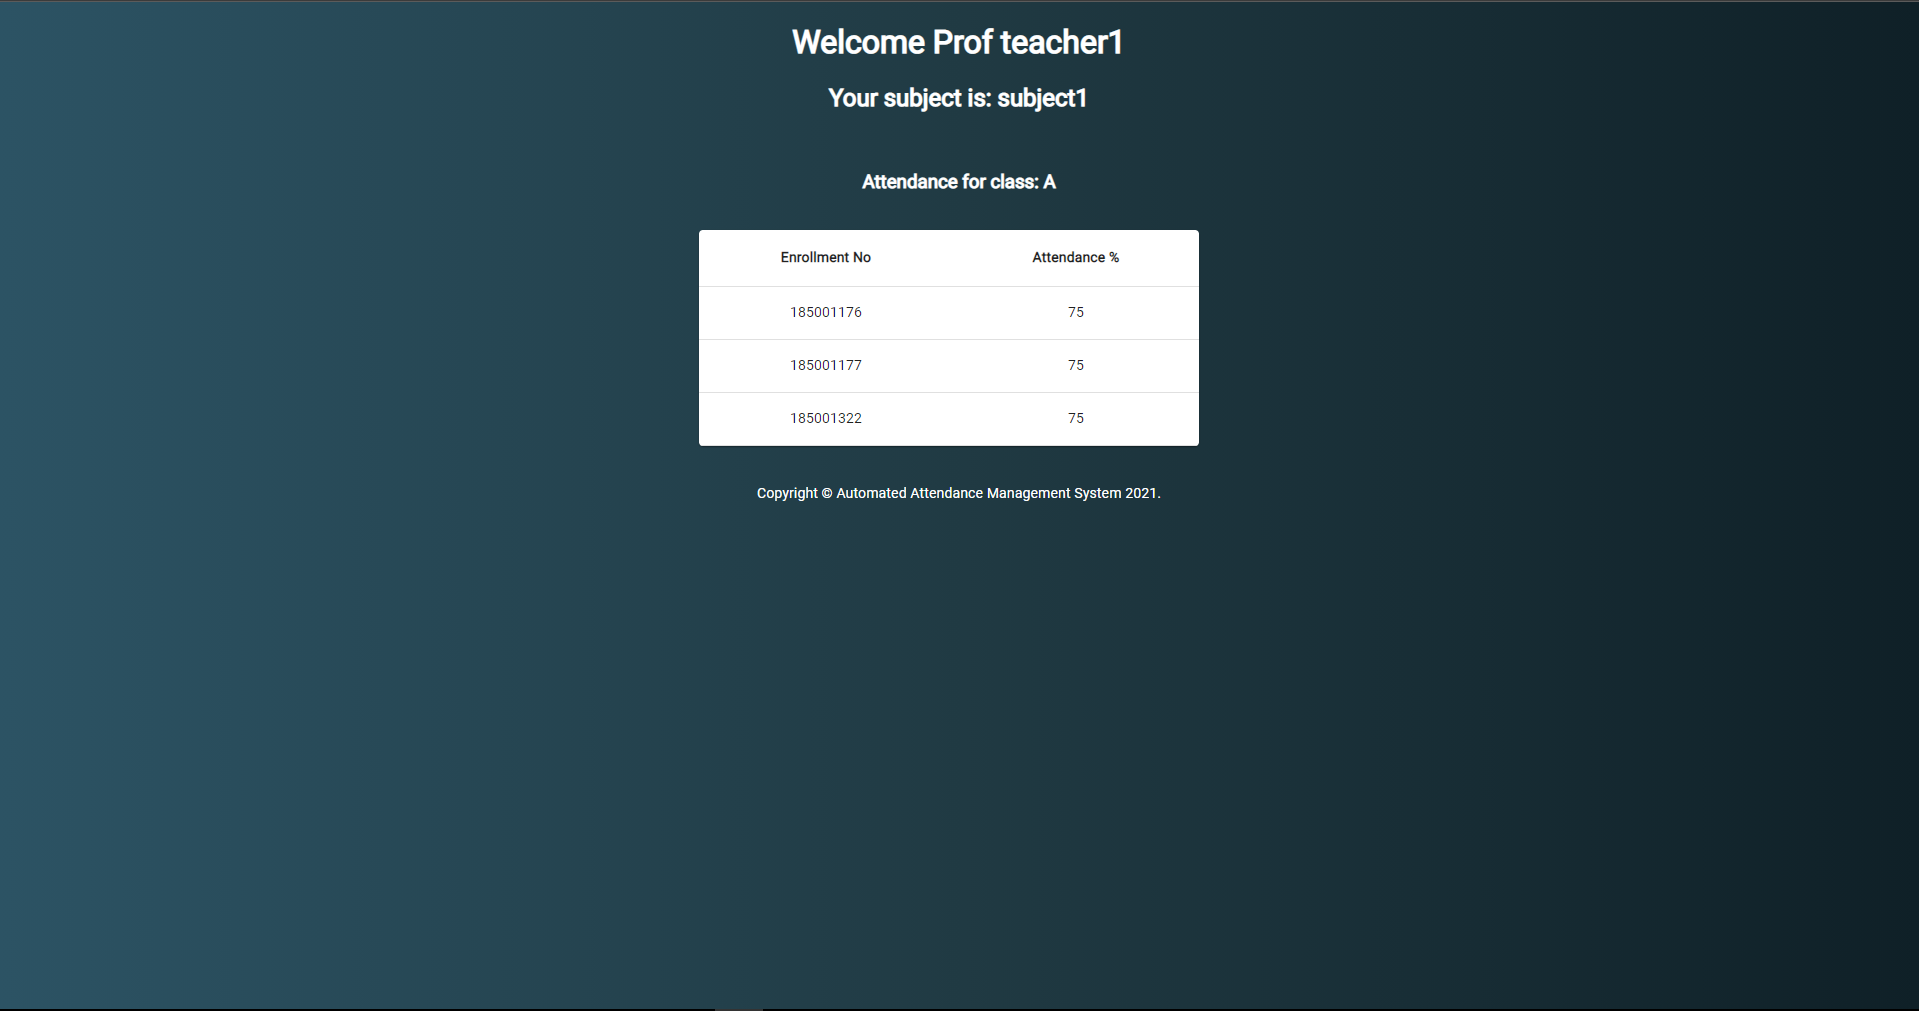 Welcome Prof teacher1
Your subject is: subject1
Attendance for class: A
Enrollment No Attendance %
185001176 75
185001177 75
185001322 75
Copyright © Automated Attendance Management System 2021.